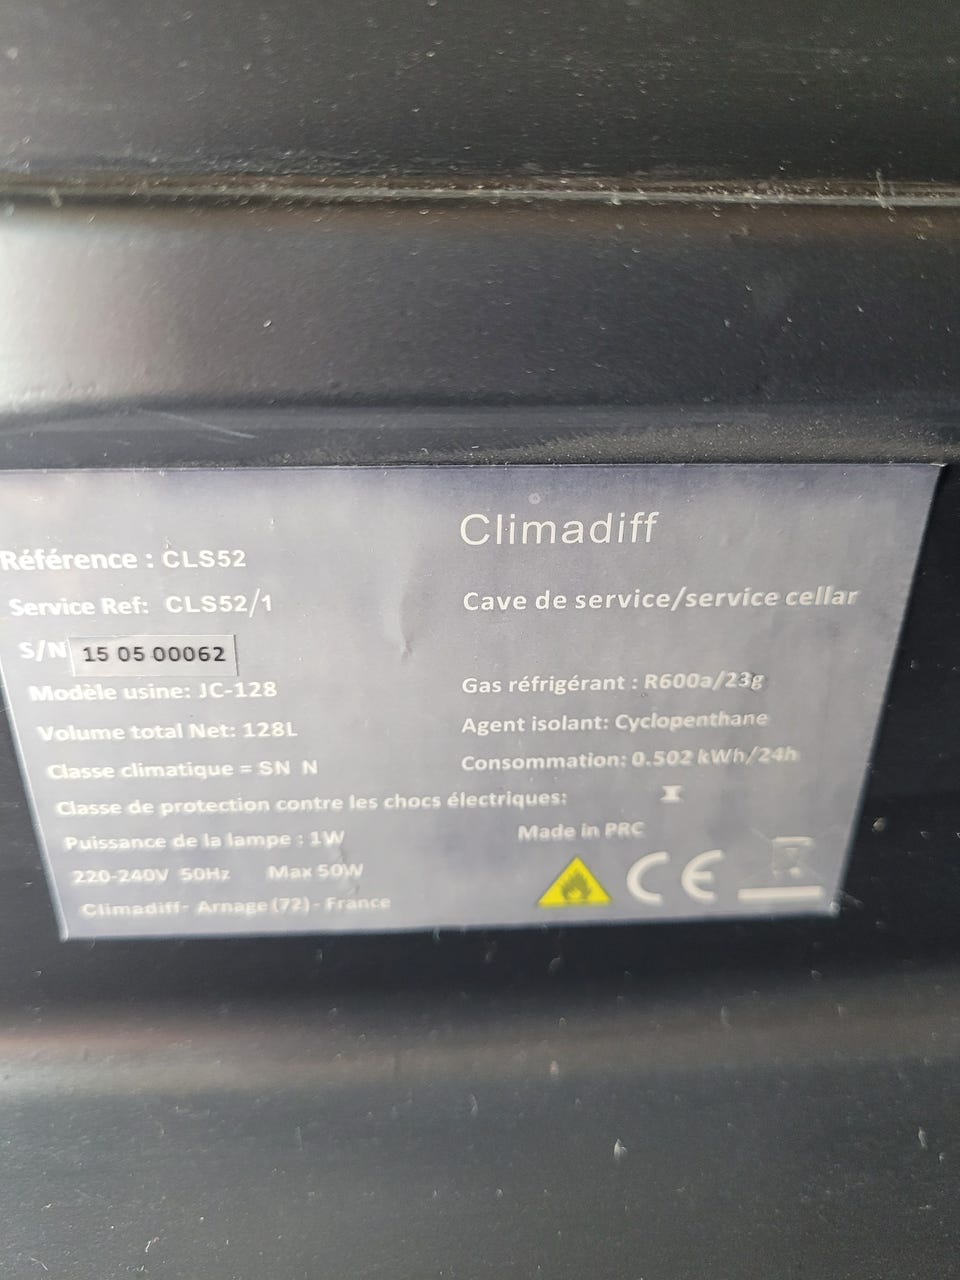 Climadiff
Référence : CLS52
Service Ref: CLS52/1
Cave de service/service cellar
S/N 15 05 00062
Modèle usine: JC-128
Gas réfrigérant : R600a/23g
Volume total Net: 128L
Agent isolant: Cyclopenthane
Classe climatique = SN N
Consommation: 0.502 kWh/24h
Classe de protection contre les chocs électriques: I
Puissance de la lampe : 1W
Made in PRC
220-240V 50Hz Max 50W
Climadiff- Arnage (72) - France
CE